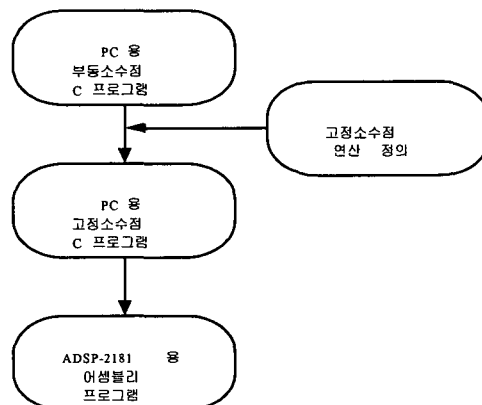 PC 용
부동소수점
C 프로그램
고정소수점
연산 정의
PC 용
고정소수점
C 프로그램
ADSP-2181 용
어셈블리
프로그램